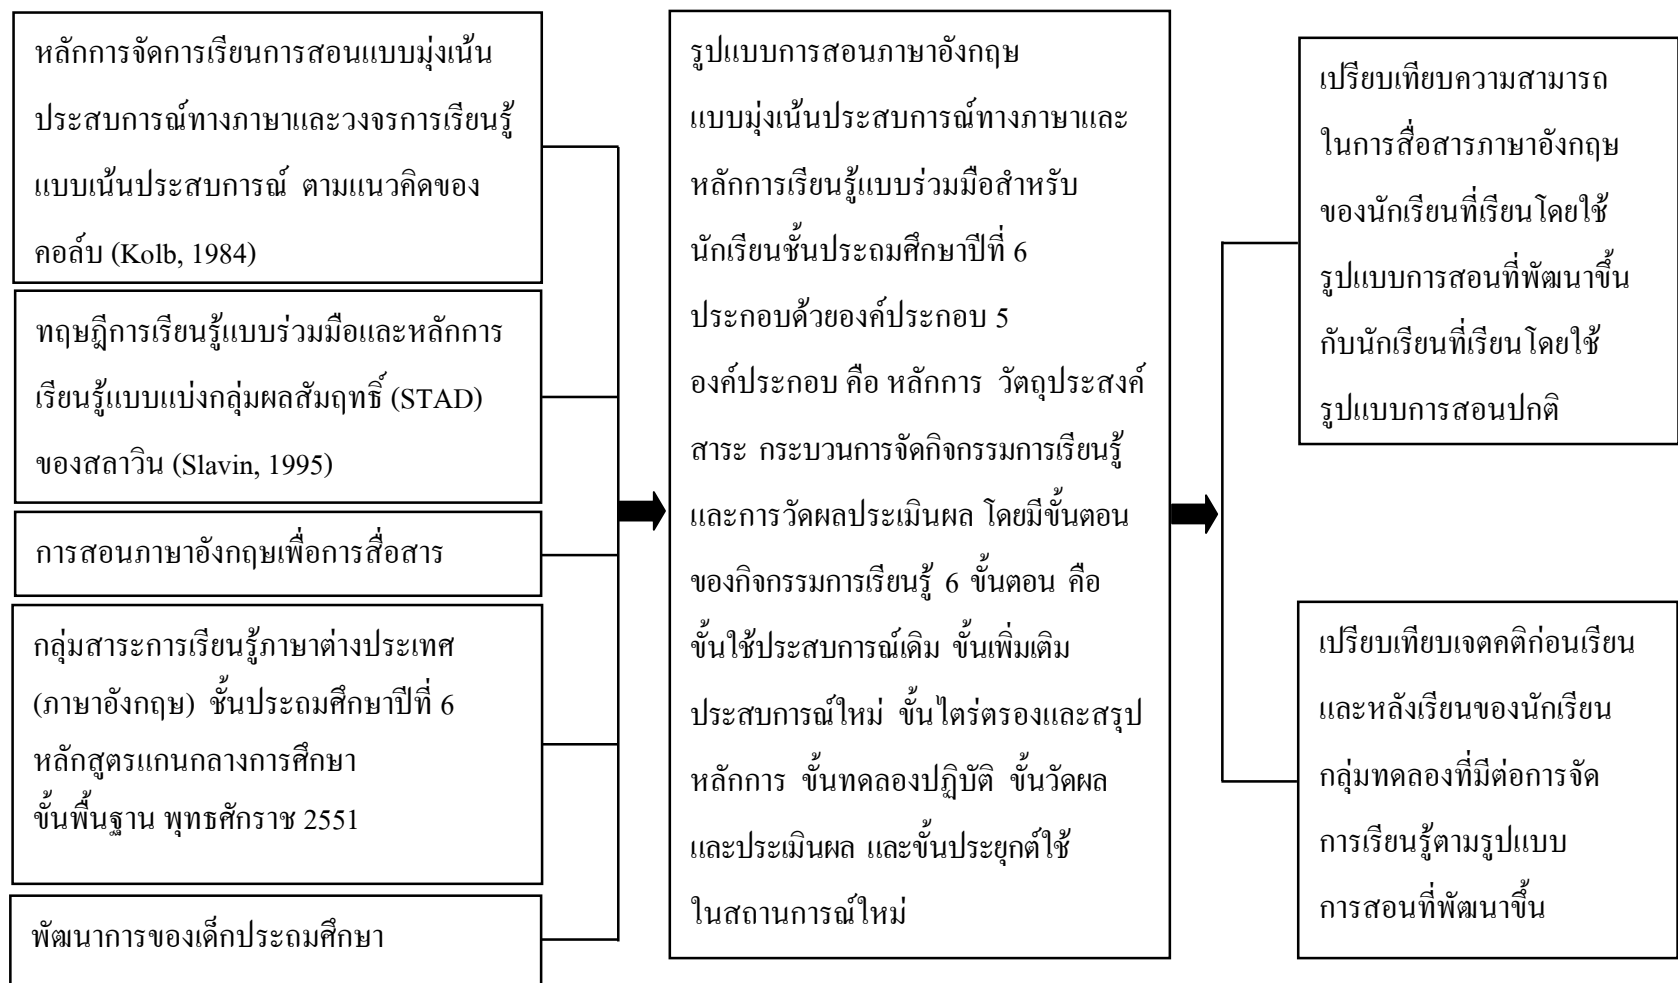 หลักการจัดการเรียนการสอนแบบมุ่งเน้น
ประสบการณ์ทางภาษาและวงจรการเรียนรู้
แบบเน้นประสบการณ์ ตามแนวคิดของ
คอล์บ (Kolb, 1984)
ทฤษฎีการเรียนรู้แบบร่วมมือและหลักการ
เรียนรู้แบบแบ่งกลุ่มผลสัมฤทธิ์ (STAD)
ของสลาวิน (Slavin, 1995)
การสอนภาษาอังกฤษเพื่อการสื่อสาร
กลุ่มสาระการเรียนรู้ภาษาต่างประเทศ
(ภาษาอังกฤษ) ชั้นประถมศึกษาปีที่ 6
หลักสูตรแกนกลางการศึกษา
ขั้นพื้นฐาน พุทธศักราช 2551
พัฒนาการของเด็กประถมศึกษา
รูปแบบการสอนภาษาอังกฤษ
แบบมุ่งเน้นประสบการณ์ทางภาษาและ
หลักการเรียนรู้แบบร่วมมือสำหรับ
นักเรียนชั้นประถมศึกษาปีที่ 6
ประกอบด้วยองค์ประกอบ 5
องค์ประกอบ คือ หลักการ วัตถุประสงค์
สาระ กระบวนการจัดกิจกรรมการเรียนรู้
และการวัดผลประเมินผล โดยมีขั้นตอน
ของกิจกรรมการเรียนรู้ 6 ขั้นตอน คือ
ขั้นใช้ประสบการณ์เดิม ขั้นเพิ่มเติม
ประสบการณ์ใหม่ ขั้นไตร่ตรองและสรุป
หลักการ ขั้นทดลองปฏิบัติ ขั้นวัดผล
และประเมินผล และขั้นประยุกต์ใช้
ในสถานการณ์ใหม่
เปรียบเทียบความสามารถ
ในการสื่อสารภาษาอังกฤษ
ของนักเรียนที่เรียนโดยใช้
รูปแบบการสอนที่พัฒนาขึ้น
กับนักเรียนที่เรียนโดยใช้
รูปแบบการสอนปกติ
เปรียบเทียบเจตคติก่อนเรียน
และหลังเรียนของนักเรียน
กลุ่มทดลองที่มีต่อการจัด
การเรียนรู้ตามรูปแบบ
การสอนที่พัฒนาขึ้น